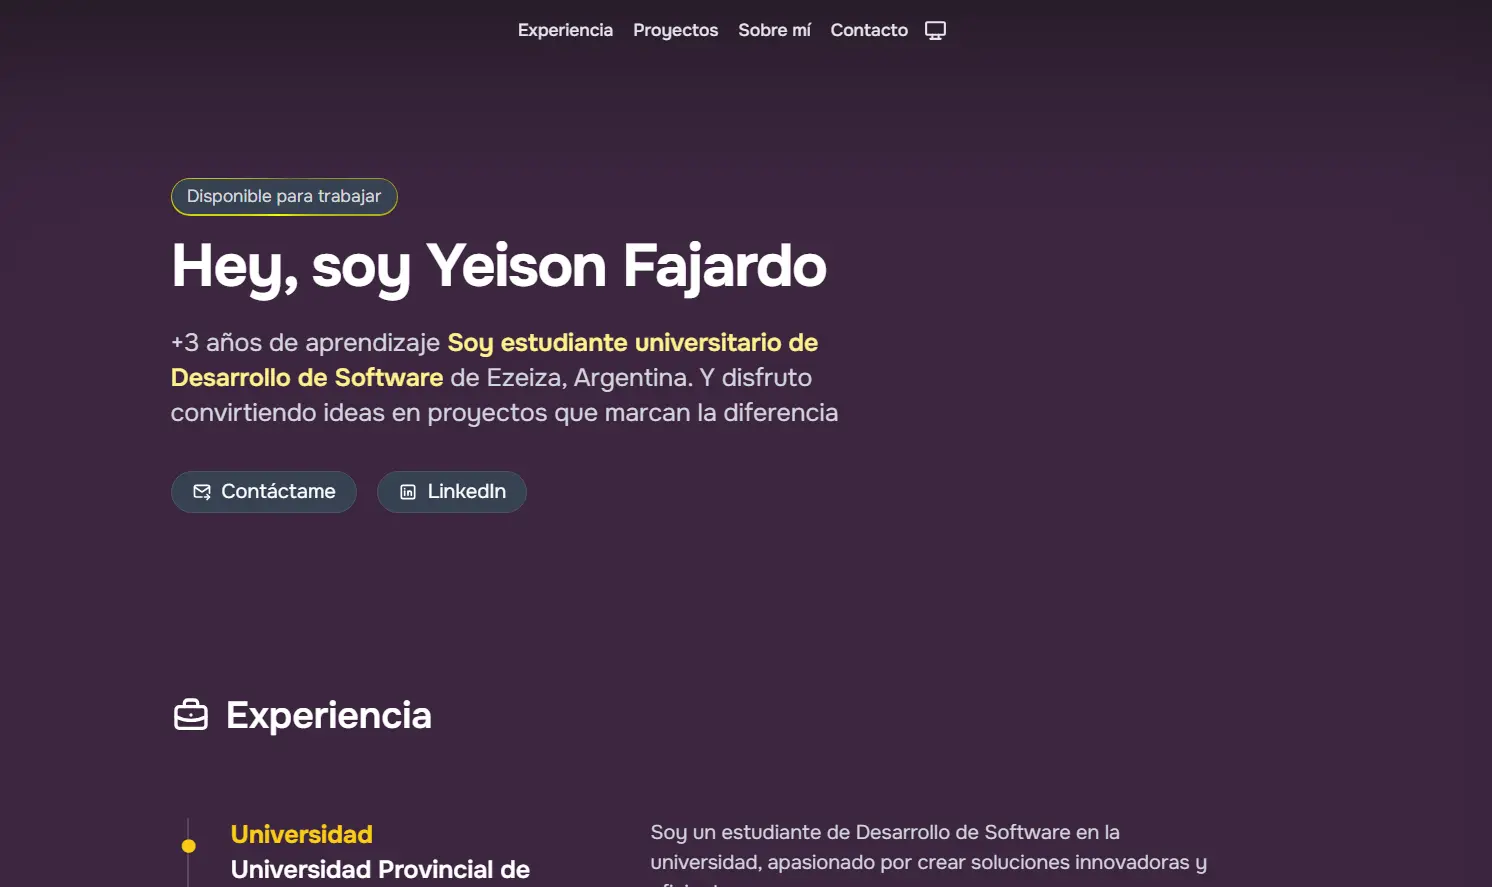 Experiencia Proyectos Sobre mí Contacto
Disponible para trabajar
Hey, soy Yeison Fajardo
+3 años de aprendizaje Soy estudiante universitario de
Desarrollo de Software de Ezeiza, Argentina. Y disfruto
convirtiendo ideas en proyectos que marcan la diferencia
Contáctame LinkedIn
Experiencia
Universidad
Universidad Provincial de
Soy un estudiante de Desarrollo de Software en la
universidad, apasionado por crear soluciones innovadoras y